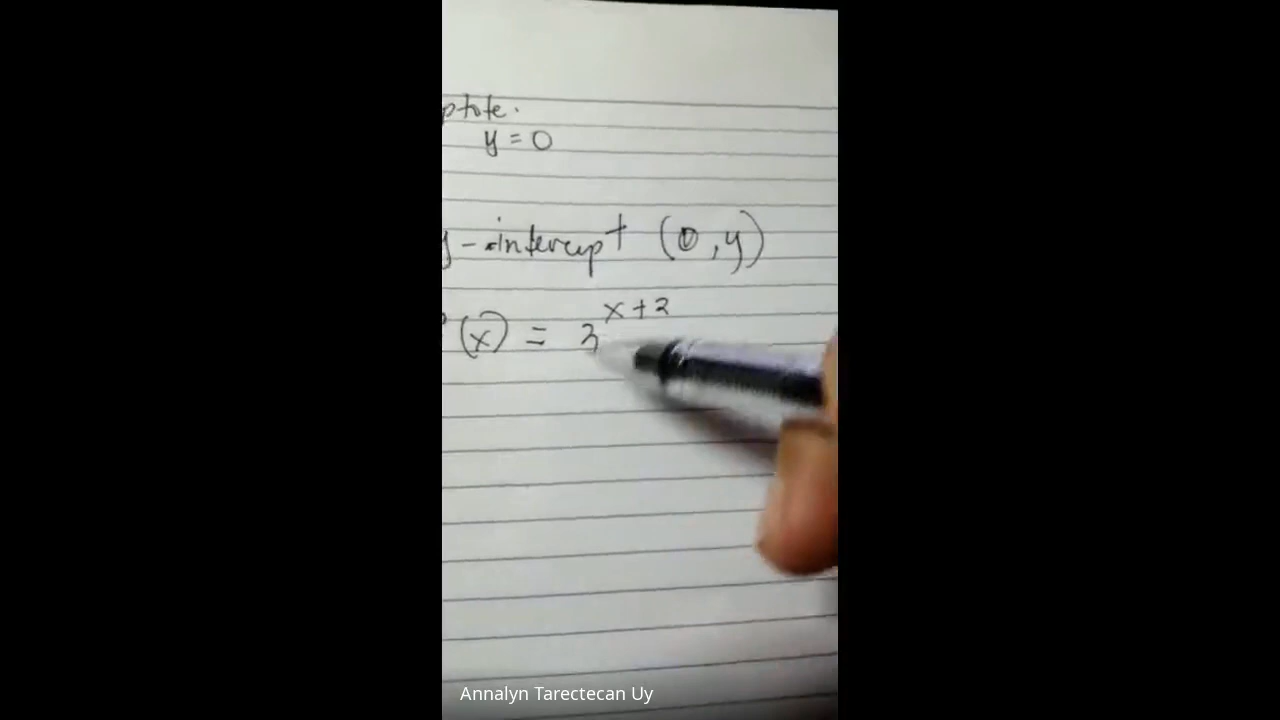 ptote.
y = 0
y-intercept (0, y)
(x) = 3^{x+2}
Annalyn Tarectecan Uy